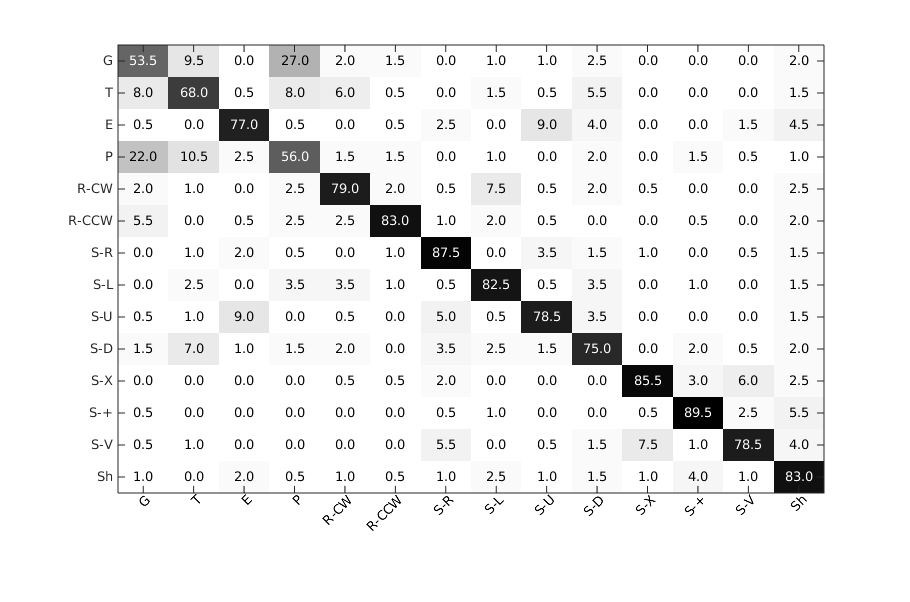 G 53.5 9.5 0.0 27.0 2.0 1.5 0.0 1.0 1.0 2.5 0.0 0.0 0.0 2.0
T 8.0 68.0 0.5 8.0 6.0 0.5 0.0 1.5 0.5 5.5 0.0 0.0 0.0 1.5
E 0.5 0.0 77.0 0.5 0.0 0.5 2.5 0.0 9.0 4.0 0.0 0.0 1.5 4.5
P 22.0 10.5 2.5 56.0 1.5 1.5 0.0 1.0 0.0 2.0 0.0 1.5 0.5 1.0
R-CW 2.0 1.0 0.0 2.5 79.0 2.0 0.5 7.5 0.5 2.0 0.5 0.0 0.0 2.5
R-CCW 5.5 0.0 0.5 2.5 2.5 83.0 1.0 2.0 0.5 0.0 0.0 0.5 0.0 2.0
S-R 0.0 1.0 2.0 0.5 0.0 1.0 87.5 0.0 3.5 1.5 1.0 0.0 0.5 1.5
S-L 0.0 2.5 0.0 3.5 3.5 1.0 0.5 82.5 0.5 3.5 0.0 1.0 0.0 1.5
S-U 0.5 1.0 9.0 0.0 0.5 0.0 5.0 0.5 78.5 3.5 0.0 0.0 0.0 1.5
S-D 1.5 7.0 1.0 1.5 2.0 0.0 3.5 2.5 1.5 75.0 0.0 2.0 0.5 2.0
S-X 0.0 0.0 0.0 0.0 0.5 0.5 2.0 0.0 0.0 0.0 85.5 3.0 6.0 2.5
S-+ 0.5 0.0 0.0 0.0 0.0 0.0 0.5 1.0 0.0 0.0 0.5 89.5 2.5 5.5
S-V 0.5 1.0 0.0 0.0 0.0 0.0 5.5 0.0 0.5 1.5 7.5 1.0 78.5 4.0
Sh 1.0 0.0 2.0 0.5 1.0 0.5 1.0 2.5 1.0 1.5 1.0 4.0 1.0 83.0
G T E P R-CW R-CCW S-R S-L S-U S-D S-X S-+ S-V Sh